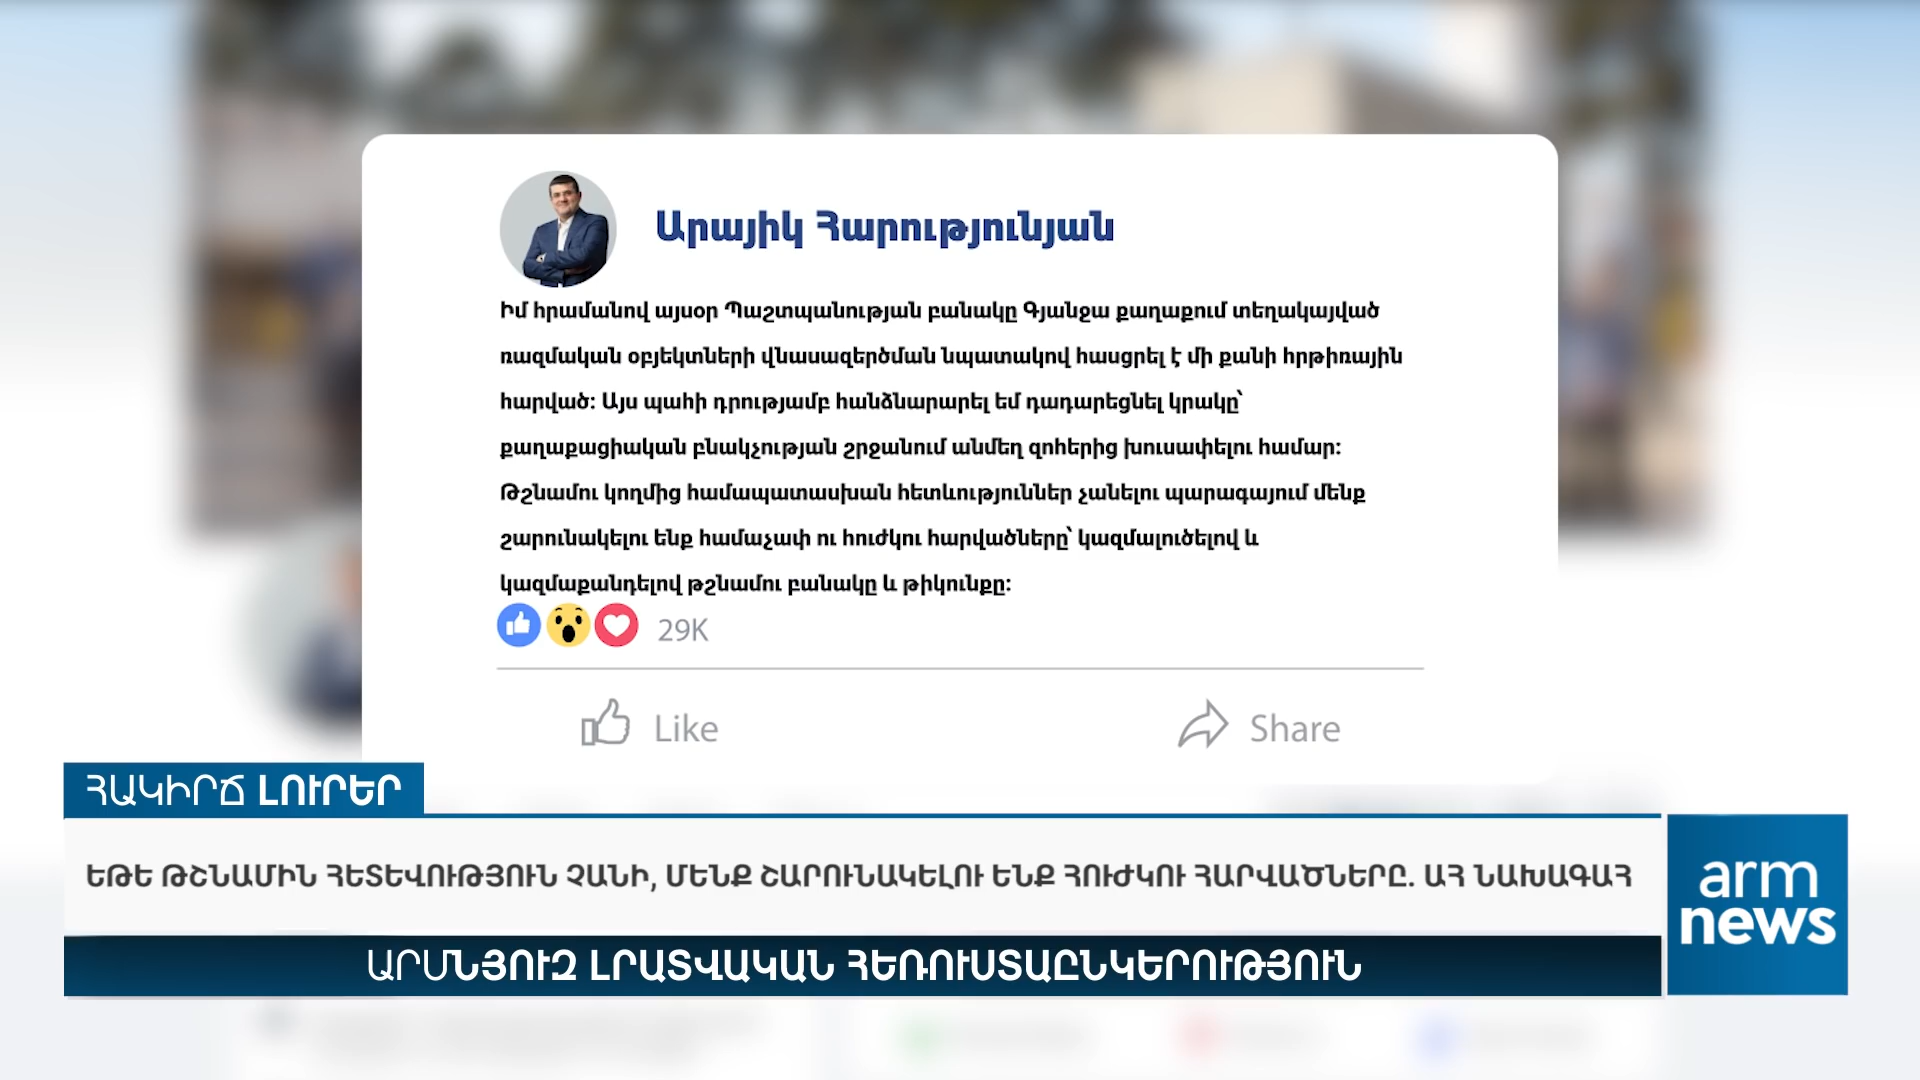 Արայիկ Հարությունյան
Իմ հրամանով այսօր Պաշտպանության բանակը Գյանջա քաղաքում տեղակայված
ռազմական օբյեկտների վնասազերծման նպատակով հասցրել է մի քանի հրթիռային
հարված: Այս պահի դրությամբ հանձնարարել եմ դադարեցնել կրակը՝
քաղաքացիական բնակչության շրջանում անմեղ զոհերից խուսափելու համար:
Թշնամու կողմից համապատասխան հետևություններ չանելու պարագայում մենք
շարունակելու ենք համաչափ ու հուժկու հարվածները՝ կազմալուծելով և
կազմաքանդելով թշնամու բանակը և թիկունքը:
29K
Like
Share
ՀԱԿԻՐՃ ԼՈՒՐԵՐ
ԵԹԵ ԹՇՆԱՄԻՆ ՀԵՏԵՎՈՒԹՅՈՒՆ ՉԱՆԻ, ՄԵՆՔ ՇԱՐՈՒՆԱԿԵԼՈՒ ԵՆՔ ՀՈՒԺԿՈՒ ՀԱՐՎԱԾՆԵՐԸ. ԱՀ ՆԱԽԱԳԱՀ
arm
news
ԱՐՄՆՅՈՒԶ ԼՐԱՏՎԱԿԱՆ ՀԵՌՈՒՍՏԱԸՆԿԵՐՈՒԹՅՈՒՆ